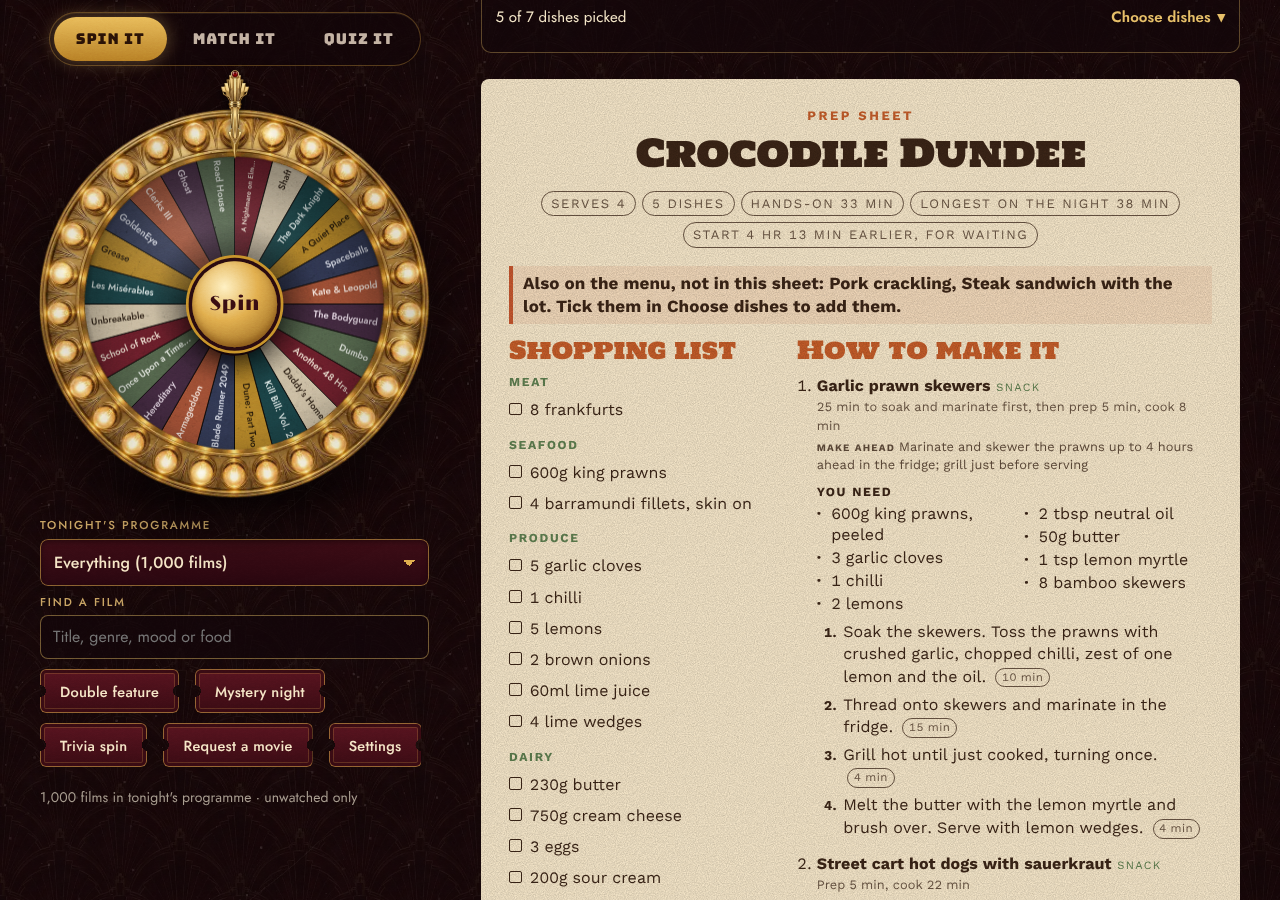 SPIN IT
MATCH IT
QUIZ IT
Road House
A Nightmare on Elm...
Shaft
The Dark Knight
A Quiet Place
Spaceballs
Kate & Leopold
The Bodyguard
Dumbo
Another 48 Hrs.
Daddy's Home
Kill Bill: Vol. 2
Dune: Part Two
Blade Runner 2049
Armageddon
Hereditary
Once Upon a Time...
School of Rock
Unbreakable
Les Misérables
Grease
GoldenEye
Clerks III
Ghost
Spin
TONIGHT'S PROGRAMME
Everything (1,000 films)
FIND A FILM
Title, genre, mood or food
Double feature
Mystery night
Trivia spin
Request a movie
Settings
1,000 films in tonight's programme · unwatched only
5 of 7 dishes picked
Choose dishes ▼
PREP SHEET
CROCODILE DUNDEE
SERVES 4
5 DISHES
HANDS-ON 33 MIN
LONGEST ON THE NIGHT 38 MIN
START 4 HR 13 MIN EARLIER, FOR WAITING
Also on the menu, not in this sheet: Pork crackling, Steak sandwich with the
lot. Tick them in Choose dishes to add them.
SHOPPING LIST
MEAT
8 frankfurts
SEAFOOD
600g king prawns
4 barramundi fillets, skin on
PRODUCE
5 garlic cloves
1 chilli
5 lemons
2 brown onions
60ml lime juice
4 lime wedges
DAIRY
230g butter
750g cream cheese
3 eggs
200g sour cream
HOW TO MAKE IT
1. Garlic prawn skewers SNACK
25 min to soak and marinate first, then prep 5 min, cook 8
min
MAKE AHEAD Marinate and skewer the prawns up to 4 hours
ahead in the fridge; grill just before serving
YOU NEED
• 600g king prawns,
peeled
• 3 garlic cloves
• 1 chilli
• 2 lemons
• 2 tbsp neutral oil
• 50g butter
• 1 tsp lemon myrtle
• 8 bamboo skewers
1. Soak the skewers. Toss the prawns with
crushed garlic, chopped chilli, zest of one
lemon and the oil. 10 min
2. Thread onto skewers and marinate in the
fridge. 15 min
3. Grill hot until just cooked, turning once.
4 min
4. Melt the butter with the lemon myrtle and
brush over. Serve with lemon wedges. 4 min
2. Street cart hot dogs with sauerkraut SNACK
Prep 5 min, cook 22 min